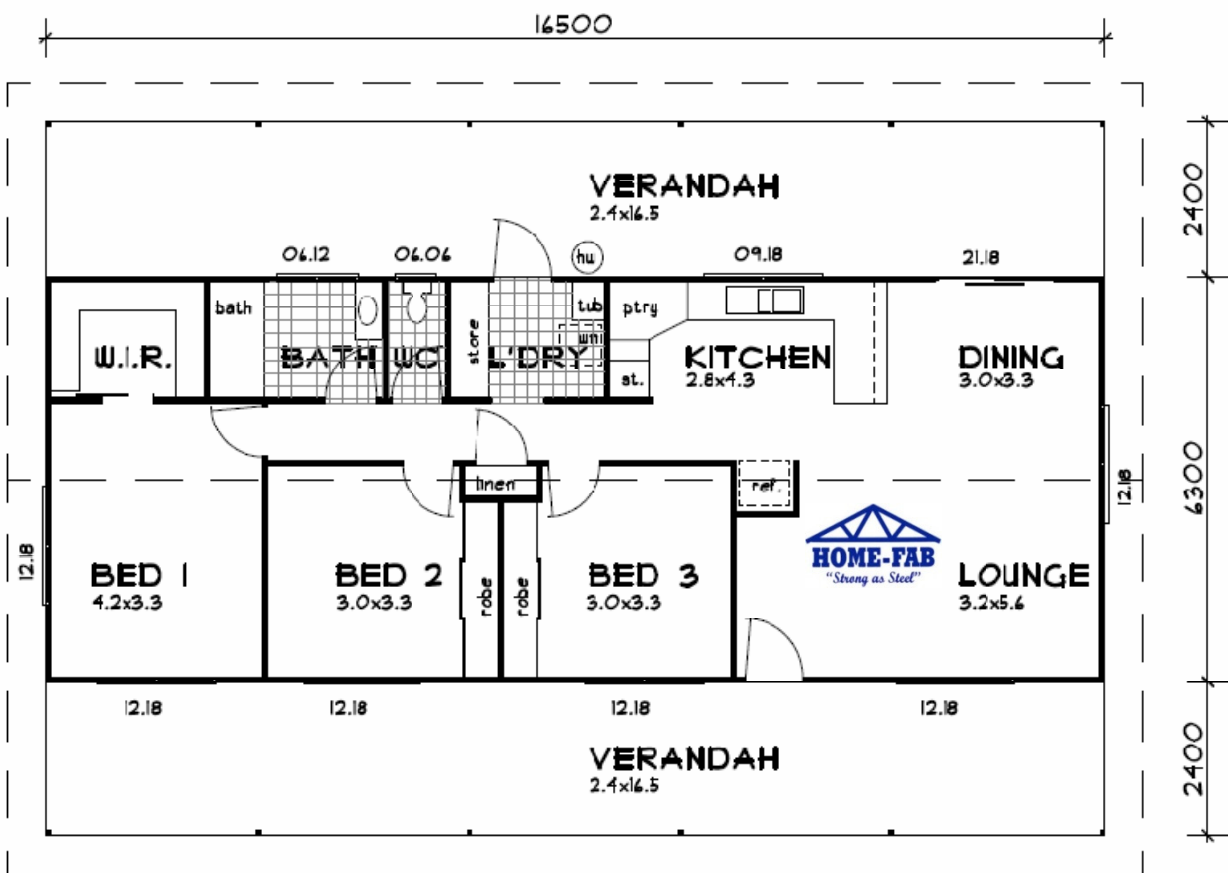 16500
VERANDAH
2.4x16.5
2400
06.12
06.06
hu
09.18
21.18
bath
tub
ptry
store
wm
W.I.R.
BATH
WC
L'DRY
KITCHEN
2.8x4.3
DINING
3.0x3.3
st.
linen
ref.
6300
12.18
12.18
HOME-FAB
"Strong as Steel"
BED 1
4.2x3.3
BED 2
3.0x3.3
robe
robe
BED 3
3.0x3.3
LOUNGE
3.2x5.6
12.18
12.18
12.18
12.18
VERANDAH
2.4x16.5
2400